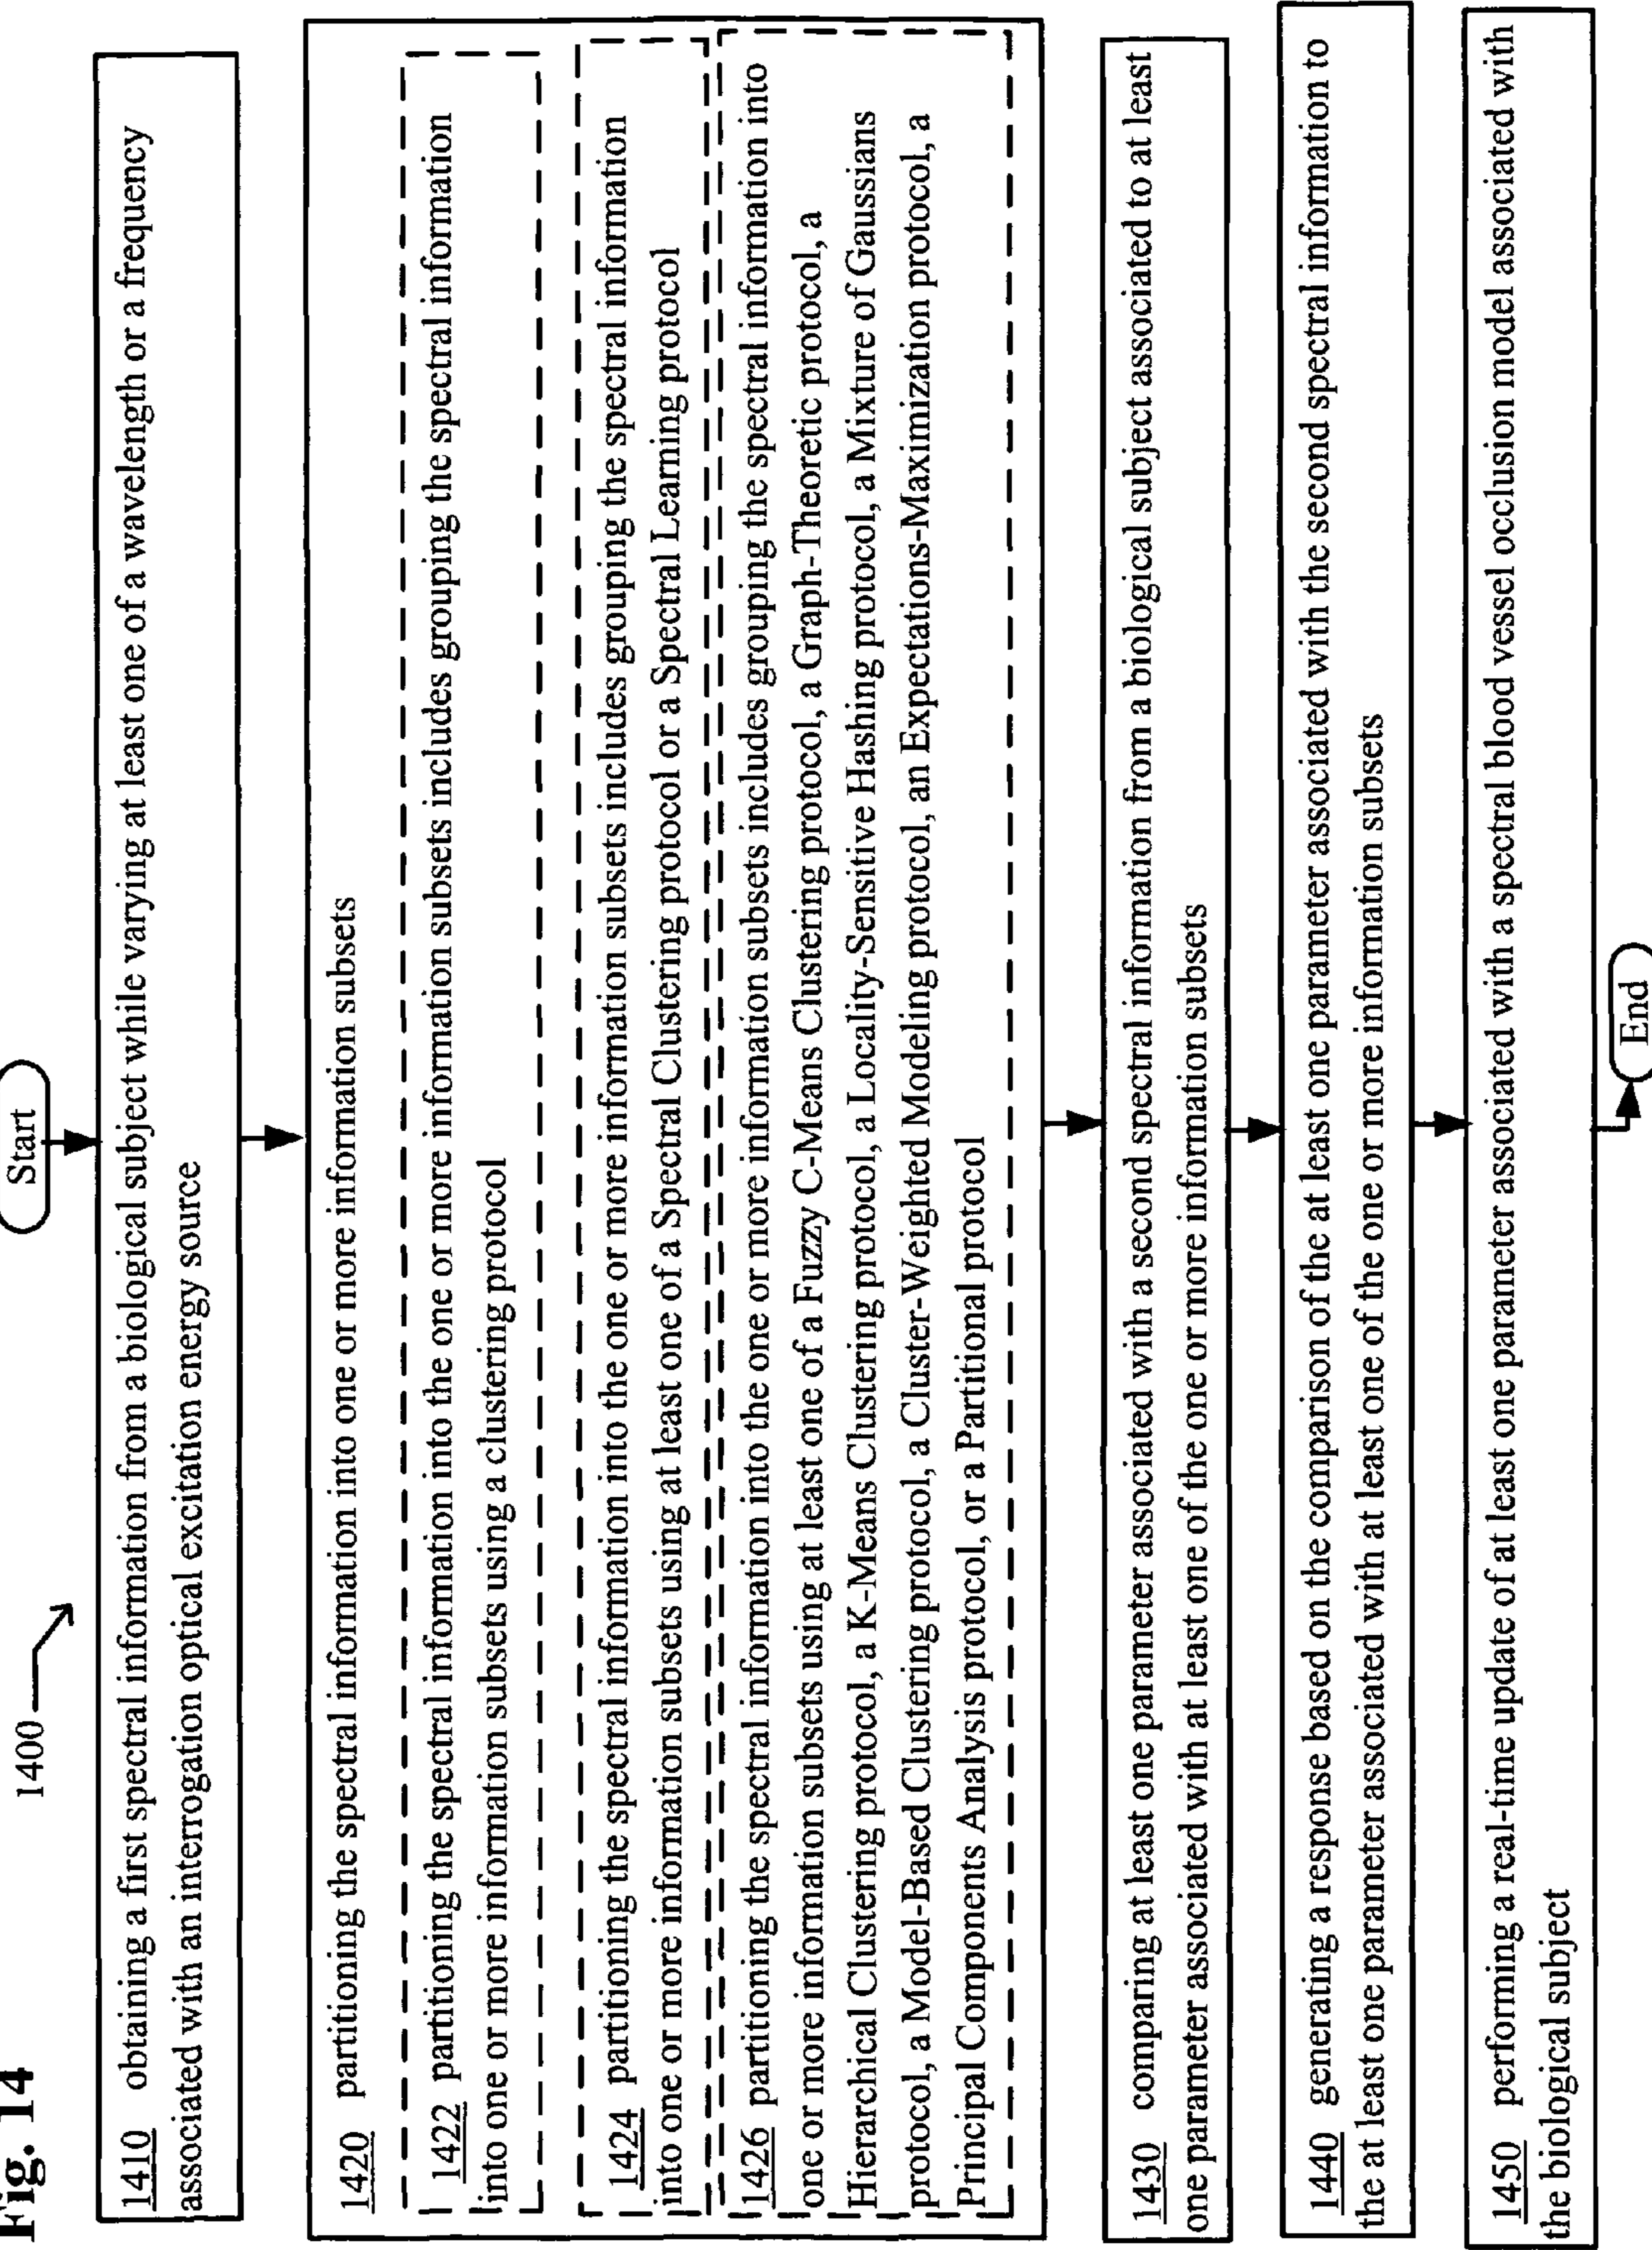 Fig. 14
1400
Start
1410 obtaining a first spectral information from a biological subject while varying at least one of a wavelength or a frequency
associated with an interrogation optical excitation energy source
1420 partitioning the spectral information into one or more information subsets
1422 partitioning the spectral information into the one or more information subsets includes grouping the spectral information
into one or more information subsets using a clustering protocol
1424 partitioning the spectral information into the one or more information subsets includes grouping the spectral information
into one or more information subsets using at least one of a Spectral Clustering protocol or a Spectral Learning protocol
1426 partitioning the spectral information into the one or more information subsets includes grouping the spectral information into
one or more information subsets using at least one of a Fuzzy C-Means Clustering protocol, a Graph-Theoretic protocol, a
Hierarchical Clustering protocol, a K-Means Clustering protocol, a Locality-Sensitive Hashing protocol, a Mixture of Gaussians
protocol, a Model-Based Clustering protocol, a Cluster-Weighted Modeling protocol, an Expectations-Maximization protocol, a
Principal Components Analysis protocol, or a Partitional protocol
1430 comparing at least one parameter associated with a second spectral information from a biological subject associated to at least
one parameter associated with at least one of the one or more information subsets
1440 generating a response based on the comparison of the at least one parameter associated with the second spectral information to
the at least one parameter associated with at least one of the one or more information subsets
1450 performing a real-time update of at least one parameter associated with a spectral blood vessel occlusion model associated with
the biological subject
End